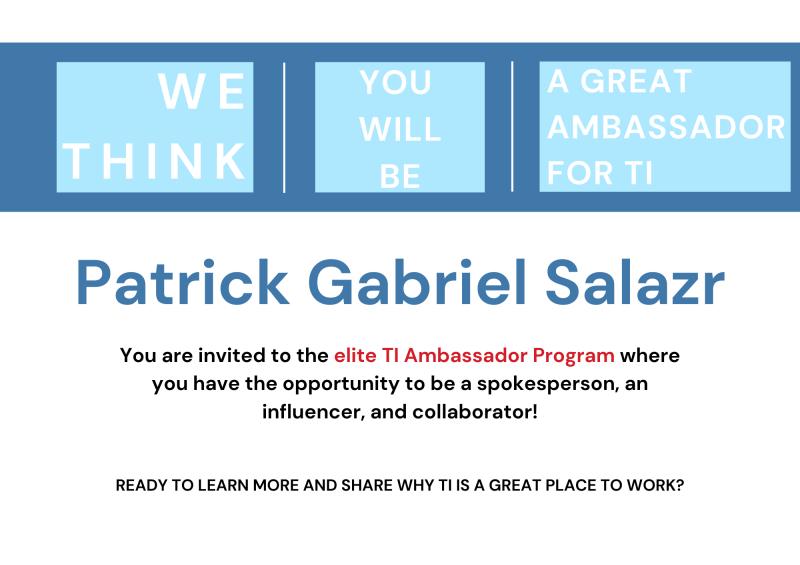 WE
THINK
YOU
WILL
BE
A GREAT
AMBASSADOR
FOR TI
Patrick Gabriel Salazr
You are invited to the elite TI Ambassador Program where
you have the opportunity to be a spokesperson, an
influencer, and collaborator!
READY TO LEARN MORE AND SHARE WHY TI IS A GREAT PLACE TO WORK?